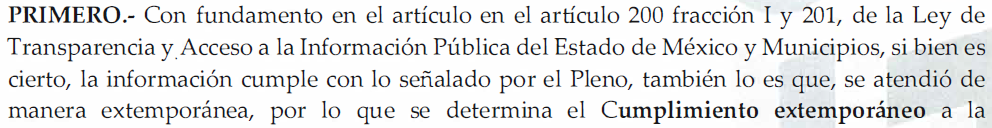 PRIMERO.- Con fundamento en el artículo en el artículo 200 fracción I y 201, de la Ley de
Transparencia y Acceso a la Información Pública del Estado de México y Municipios, si bien es
cierto, la información cumple con lo señalado por el Pleno, también lo es que, se atendió de
manera extemporánea, por lo que se determina el Cumplimiento extemporáneo a la